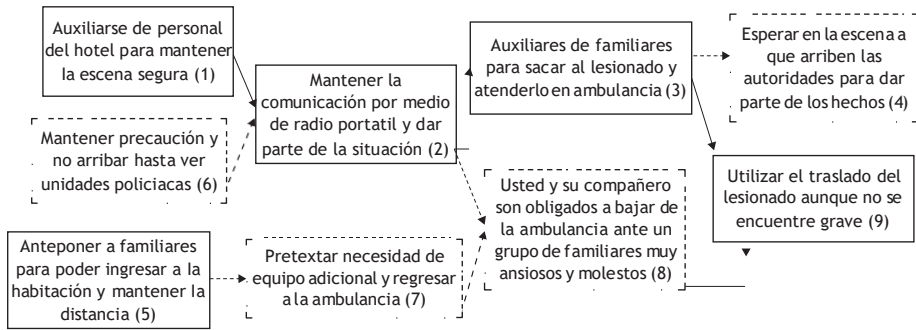 Auxiliarse de personal
del hotel para mantener
la escena segura (1)
Mantener precaución y
no arribar hasta ver
unidades policiacas (6)
Anteponer a familiares
para poder ingresar a la
habitación y mantener la
distancia (5)
Mantener la
comunicación por medio
de radio portatil y dar
parte de la situación (2)
Pretextar necesidad de
equipo adicional y regresar
a la ambulancia (7)
Auxiliares de familiares
para sacar al lesionado y
atenderlo en ambulancia (3)
Usted y su compañero
son obligados a bajar de
la ambulancia ante un
grupo de familiares muy
ansiosos y molestos (8)
Esperar en la escena a
que arriben las
autoridades para dar
parte de los hechos (4)
Utilizar el traslado del
lesionado aunque no se
encuentre grave (9)